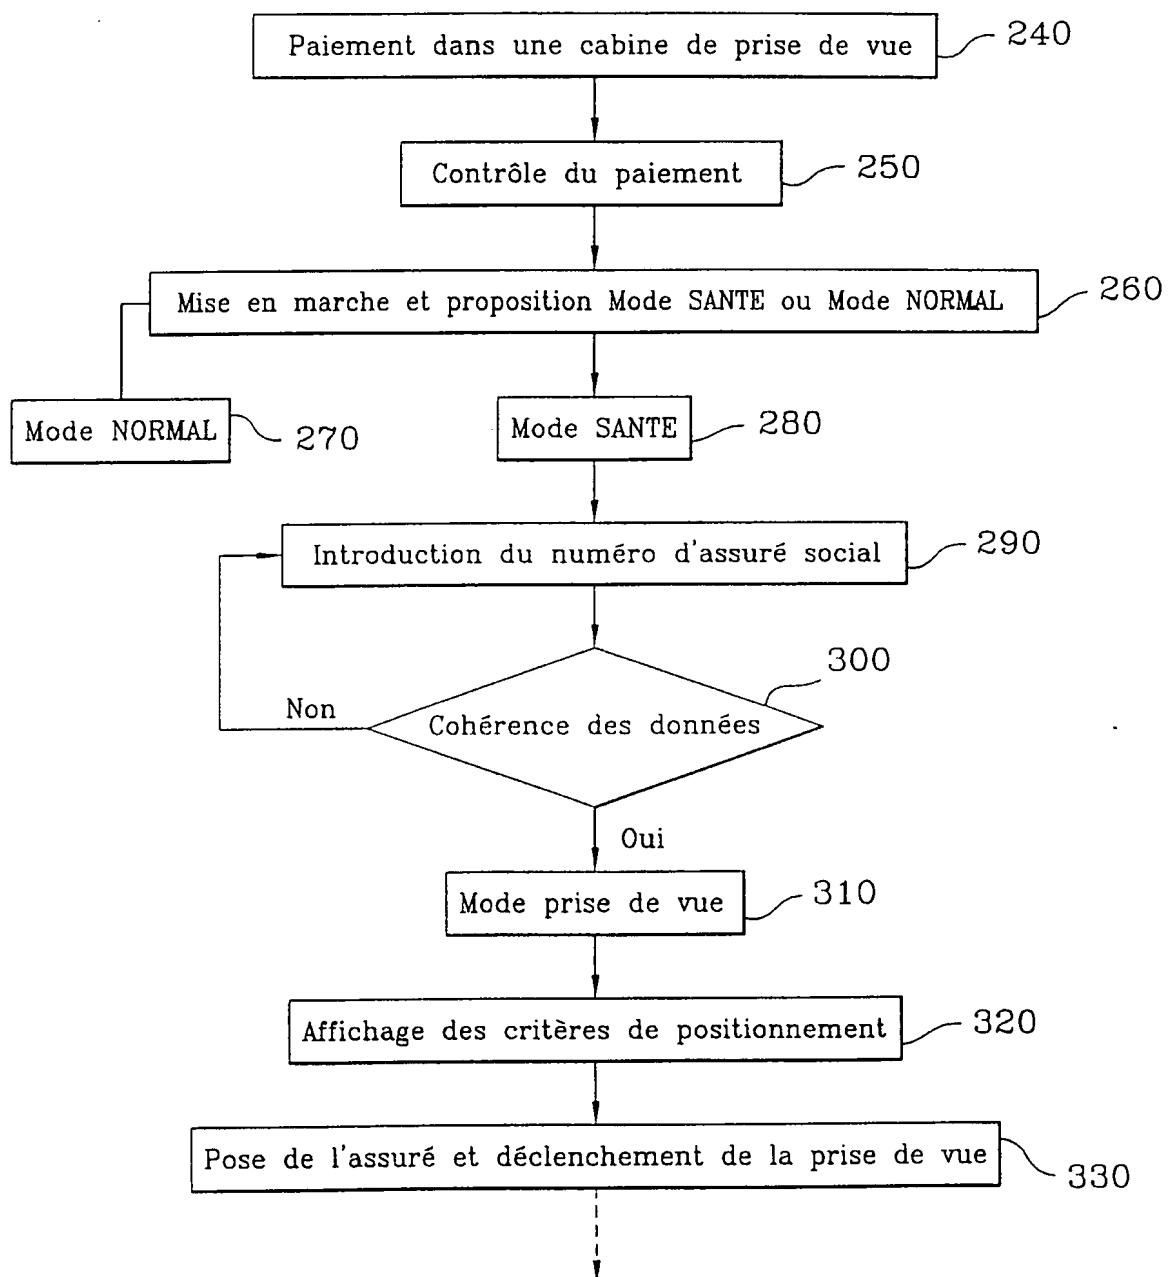 Paiement dans une cabine de prise de vue
240
Contrôle du paiement
250
Mise en marche et proposition Mode SANTE ou Mode NORMAL
260
Mode NORMAL
270
Mode SANTE
280
Introduction du numéro d'assuré social
290
300
Non
Cohérence des données
Oui
Mode prise de vue
310
Affichage des critères de positionnement
320
Pose de l'assuré et déclenchement de la prise de vue
330